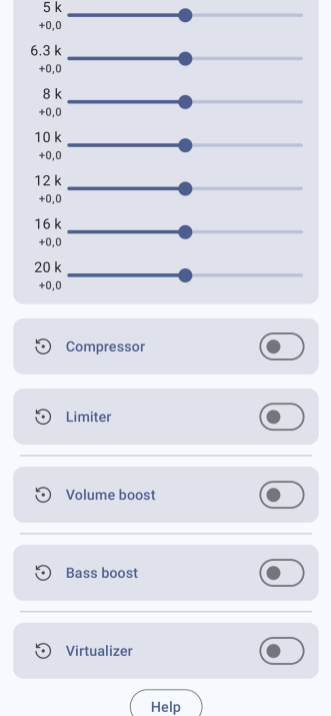 5 k
+0,0
6.3 k
+0,0
8 k
+0,0
10 k
+0,0
12 k
+0,0
16 k
+0,0
20 k
+0,0
Compressor
Limiter
Volume boost
Bass boost
Virtualizer
Help